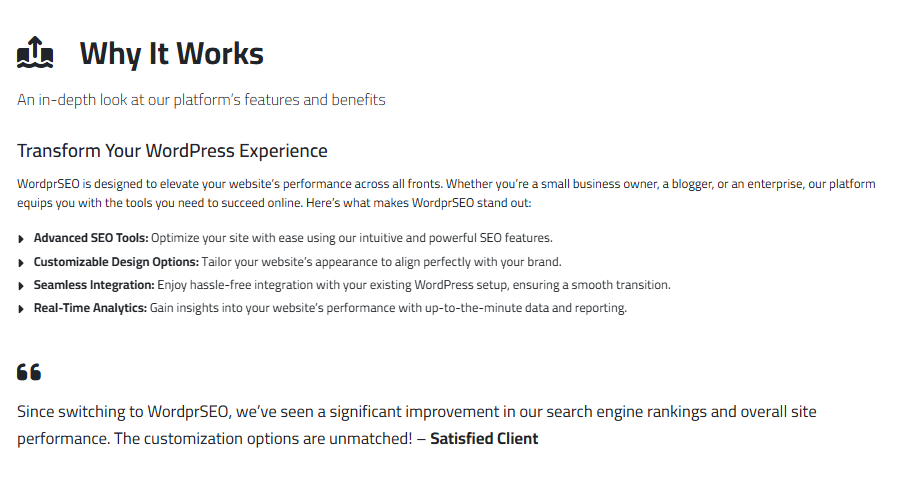 Why It Works
An in-depth look at our platform’s features and benefits
Transform Your WordPress Experience
WordprSEO is designed to elevate your website’s performance across all fronts. Whether you’re a small business owner, a blogger, or an enterprise, our platform
equips you with the tools you need to succeed online. Here’s what makes WordprSEO stand out:
Advanced SEO Tools: Optimize your site with ease using our intuitive and powerful SEO features.
Customizable Design Options: Tailor your website’s appearance to align perfectly with your brand.
Seamless Integration: Enjoy hassle-free integration with your existing WordPress setup, ensuring a smooth transition.
Real-Time Analytics: Gain insights into your website’s performance with up-to-the-minute data and reporting.
Since switching to WordprSEO, we’ve seen a significant improvement in our search engine rankings and overall site
performance. The customization options are unmatched! – Satisfied Client